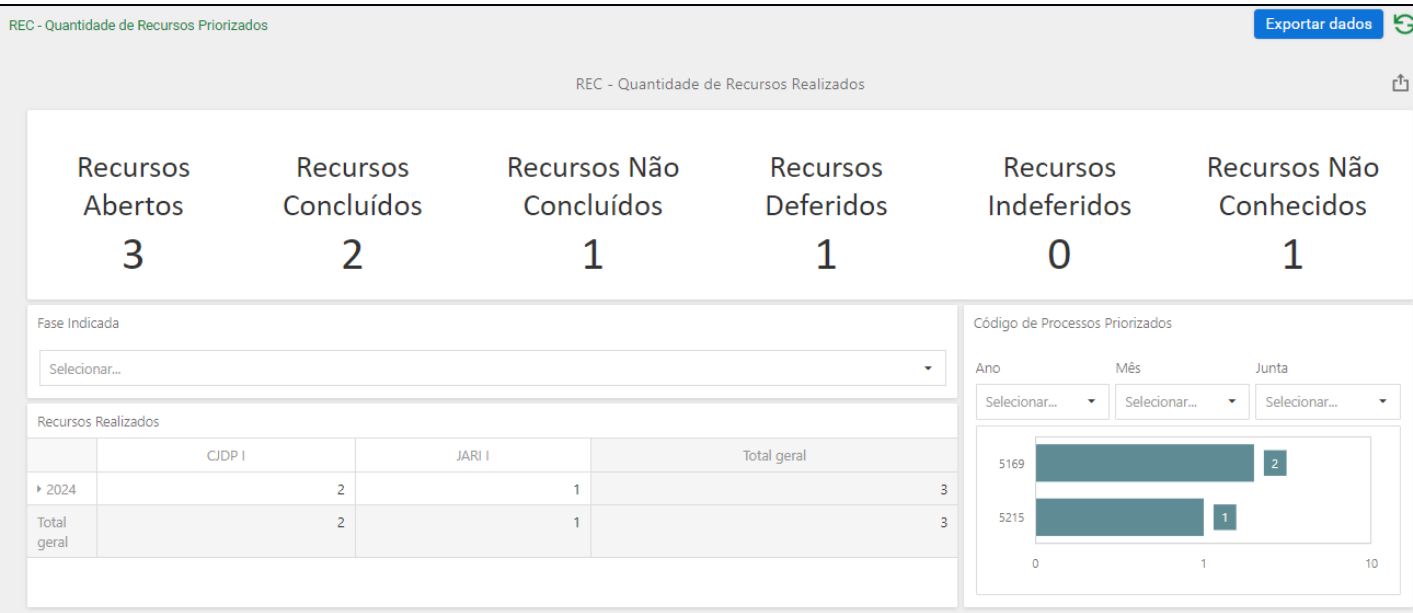 REC - Quantidade de Recursos Priorizados
Exportar dados
REC - Quantidade de Recursos Realizados
Recursos Abertos
3
Recursos Concluídos
2
Recursos Não Concluídos
1
Recursos Deferidos
1
Recursos Indeferidos
0
Recursos Não Conhecidos
1
Fase Indicada
Selecionar...
Recursos Realizados
CJDP I JARI I Total geral
2024 2 1 3
Total geral 2 1 3
Código de Processos Priorizados
Ano Mês Junta
Selecionar... Selecionar... Selecionar...
5169 2
5215 1
0 1 10